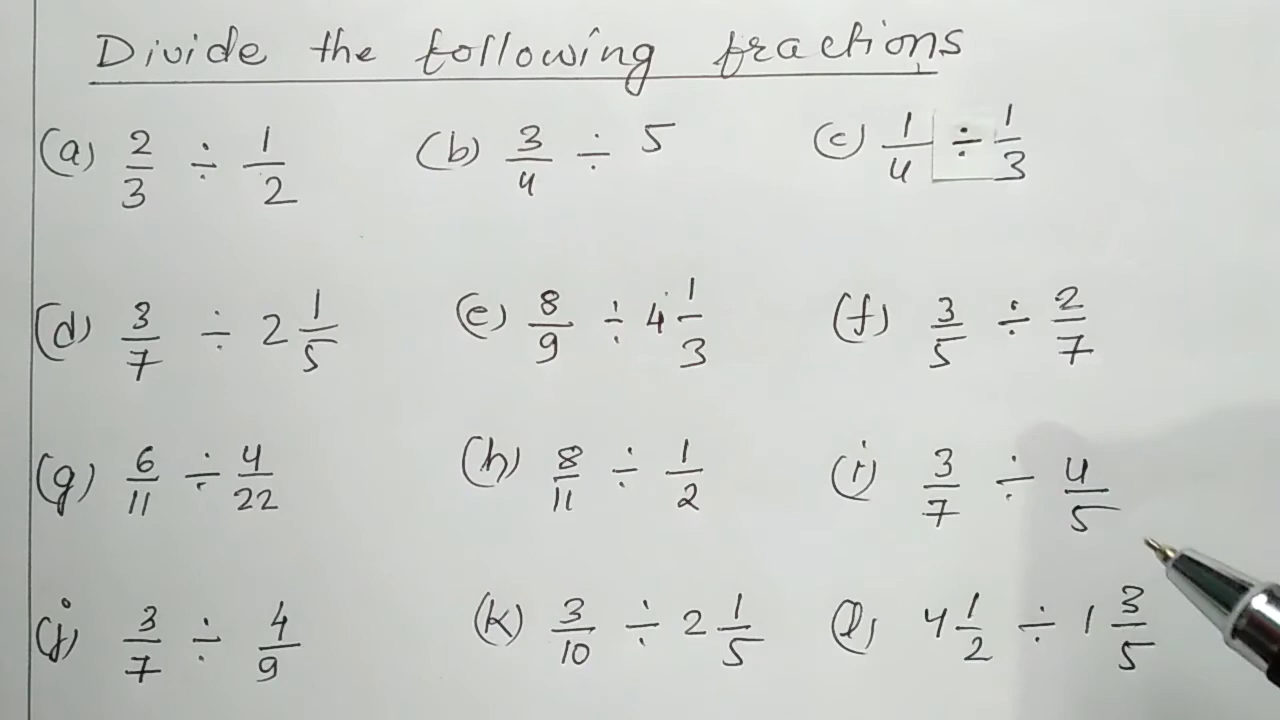 Divide the following fractions
(a) 2/3 ÷ 1/2 (b) 3/4 ÷ 5 (c) 1/4 ÷ 1/3
(d) 3/7 ÷ 2 1/5 (e) 8/9 ÷ 4 1/3 (f) 3/5 ÷ 2/7
(g) 6/11 ÷ 4/22 (h) 8/11 ÷ 1/2 (i) 3/7 ÷ 4/5
(j) 3/7 ÷ 4/9 (k) 3/10 ÷ 2 1/5 (l) 4 1/2 ÷ 1 3/5